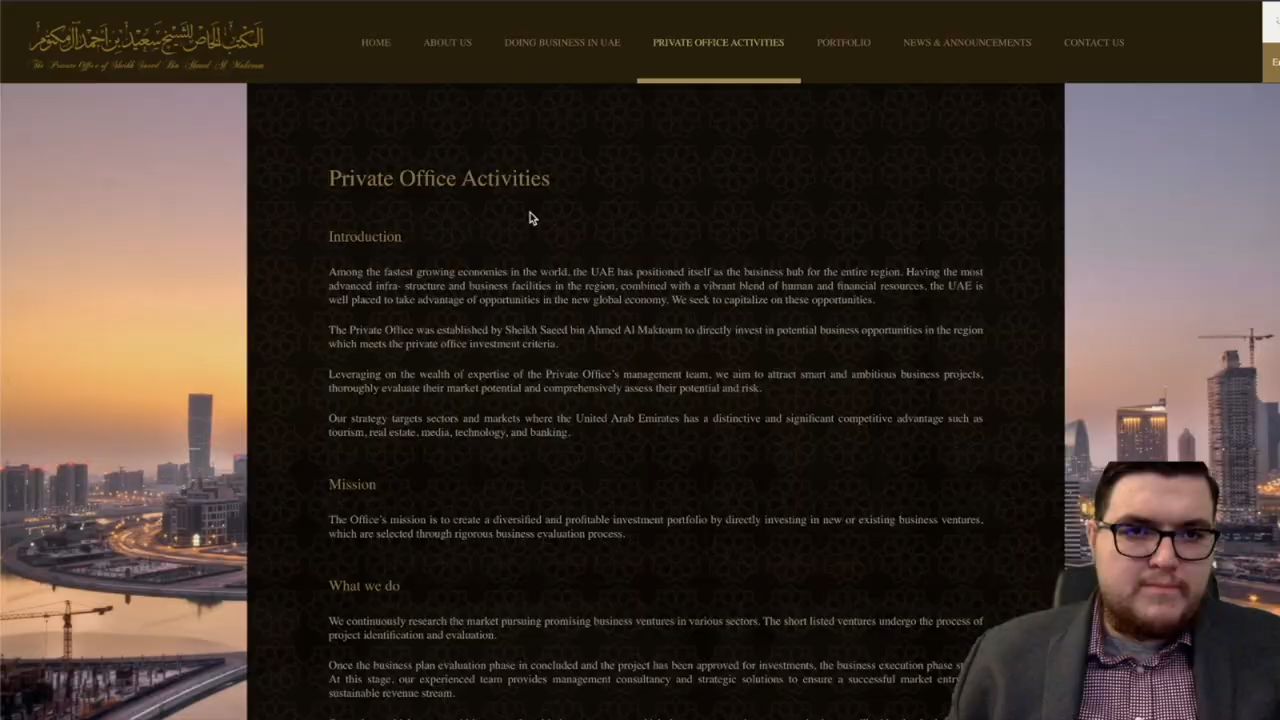 المكتب الخاص للشيخ سعيد بن أحمد آل مكتوم
The Private Office of Sheikh Saeed Bin Ahmed Al Maktoum
HOME
ABOUT US
DOING BUSINESS IN UAE
PRIVATE OFFICE ACTIVITIES
PORTFOLIO
NEWS & ANNOUNCEMENTS
CONTACT US
Private Office Activities
Introduction
Among the fastest growing economies in the world, the UAE has positioned itself as the business hub for the entire region. Having the most
advanced infra- structure and business facilities in the region, combined with a vibrant blend of human and financial resources, the UAE is
well placed to take advantage of opportunities in the new global economy. We seek to capitalize on these opportunities.
The Private Office was established by Sheikh Saeed bin Ahmed Al Maktoum to directly invest in potential business opportunities in the region
which meets the private office investment criteria.
Leveraging on the wealth of expertise of the Private Office's management team, we aim to attract smart and ambitious business projects,
thoroughly evaluate their market potential and comprehensively assess their potential and risk.
Our strategy targets sectors and markets where the United Arab Emirates has a distinctive and significant competitive advantage such as
tourism, real estate, media, technology, and banking.
Mission
The Office's mission is to create a diversified and profitable investment portfolio by directly investing in new or existing business ventures,
which are selected through rigorous business evaluation process.
What we do
We continuously research the market pursuing promising business ventures in various sectors. The short listed ventures undergo the process of
project identification and evaluation.
Once the business plan evaluation phase in concluded and the project has been approved for investments, the business execution phase
At this stage, our experienced team provides management consultancy and strategic solutions to ensure a successful market
sustainable revenue stream.